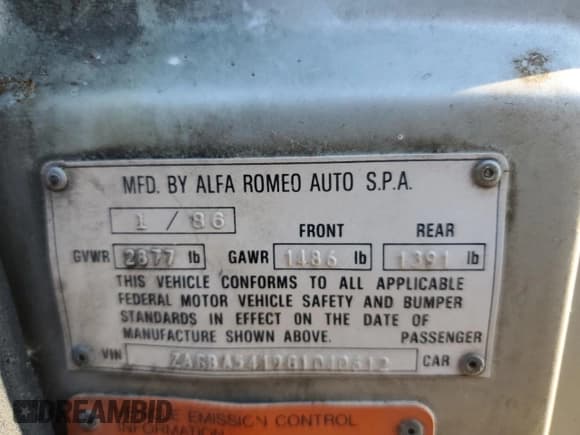 MFD. BY ALFA ROMEO AUTO S.P.A.
1 / 86
FRONT REAR
GVWR 2877 lb GAWR 1486 lb 1391 lb
THIS VEHICLE CONFORMS TO ALL APPLICABLE
FEDERAL MOTOR VEHICLE SAFETY AND BUMPER
STANDARDS IN EFFECT ON THE DATE OF
MANUFACTURE SHOWN ABOVE. PASSENGER
VIN CAR
EMISSION CONTROL
INFORMATION
DREAMBID